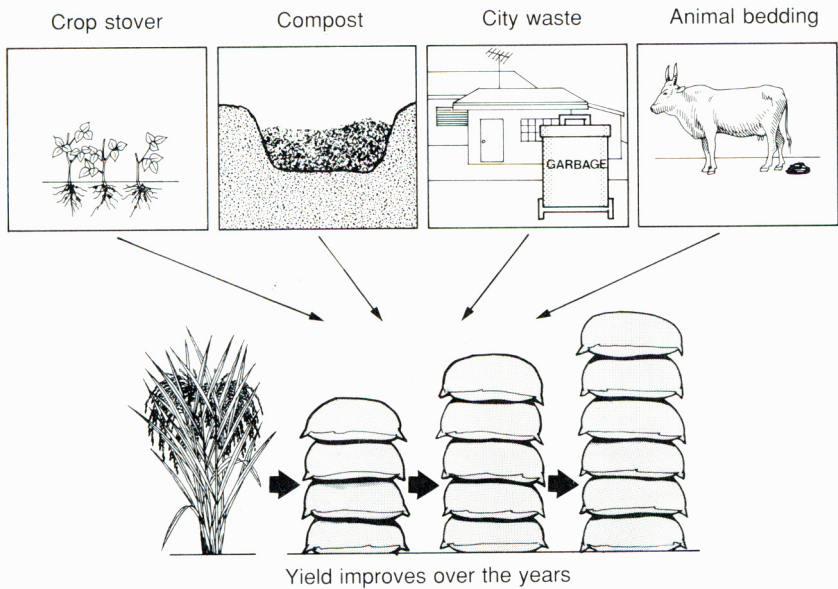 Crop stover
Compost
City waste
Animal bedding
GARBAGE
Yield improves over the years